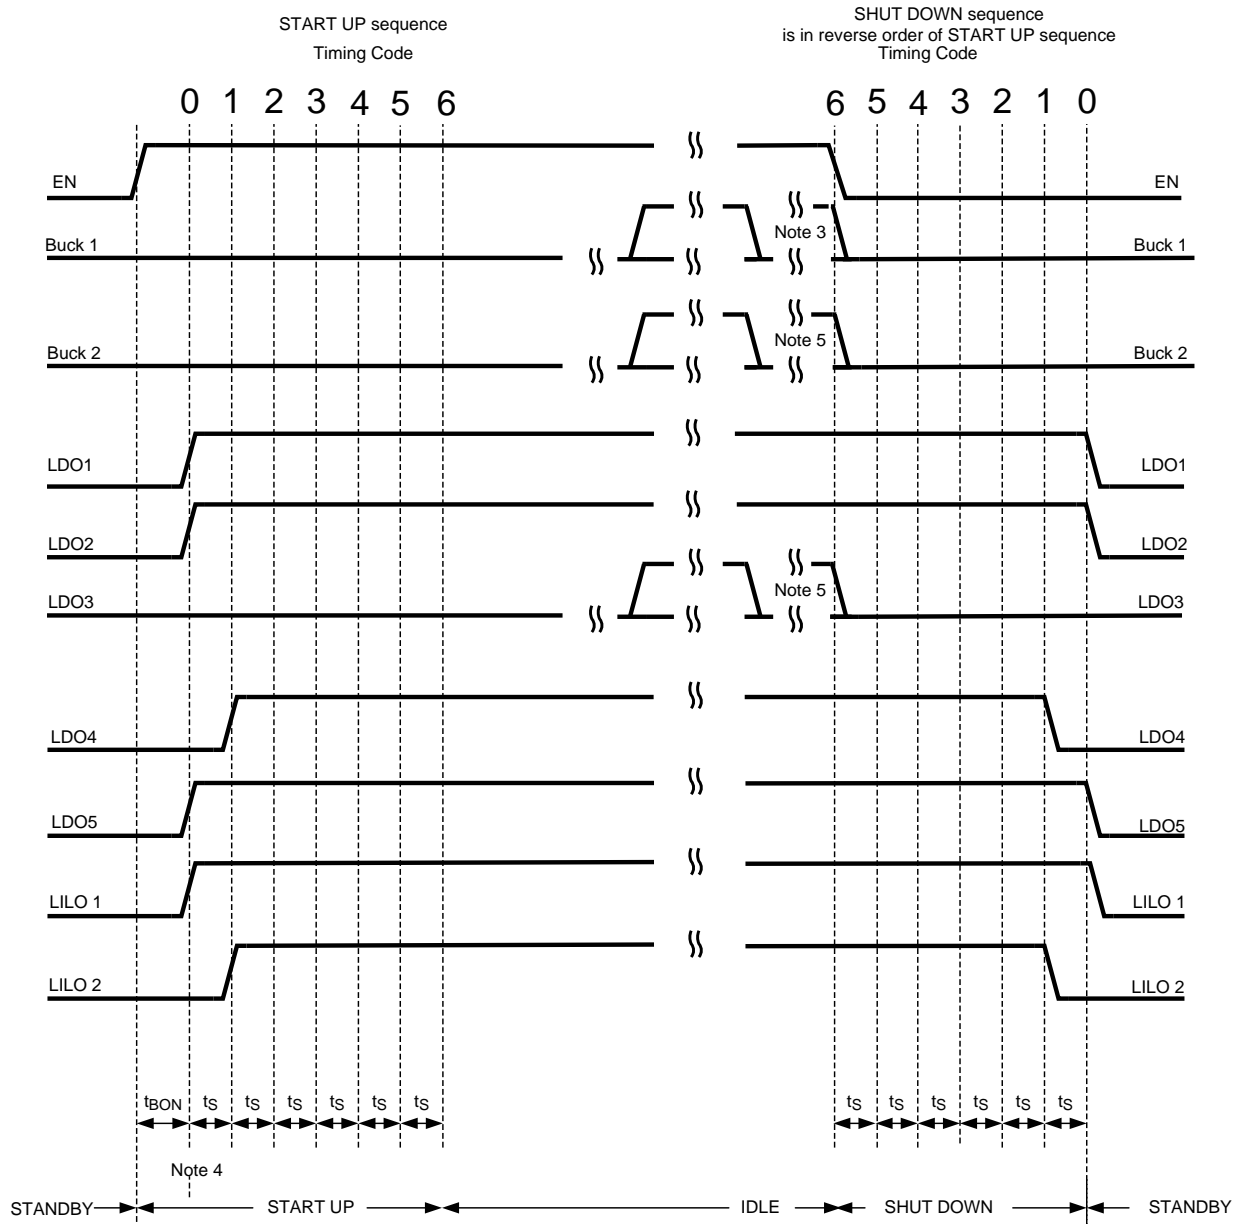 START UP sequence
Timing Code
SHUT DOWN sequence
is in reverse order of START UP sequence
Timing Code
0 1 2 3 4 5 6
6 5 4 3 2 1 0
EN
EN
Buck 1
Note 3
Buck 1
Buck 2
Note 5
Buck 2
LDO1
LDO1
LDO2
LDO2
LDO3
Note 5
LDO3
LDO4
LDO4
LDO5
LDO5
LILO 1
LILO 1
LILO 2
LILO 2
tBON tS tS tS tS tS tS
tS tS tS tS tS tS
Note 4
STANDBY START UP IDLE SHUT DOWN STANDBY